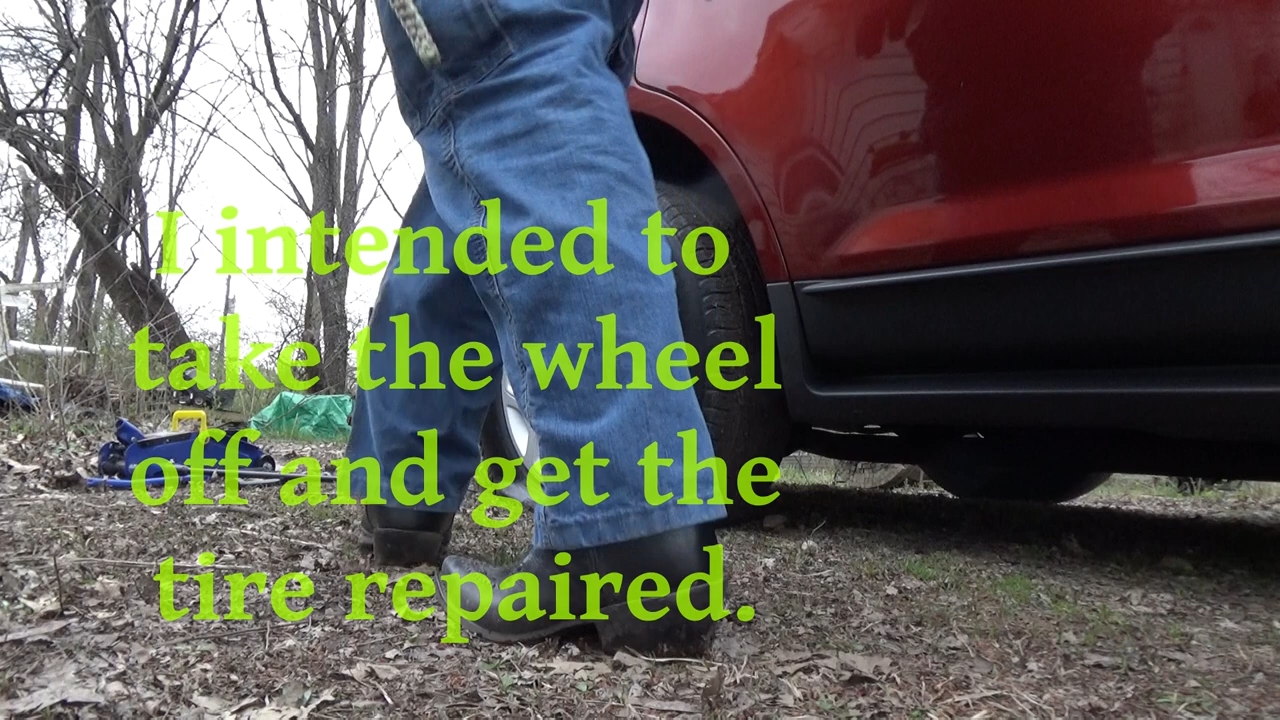 I intended to
take the wheel
off and get the
tire repaired.